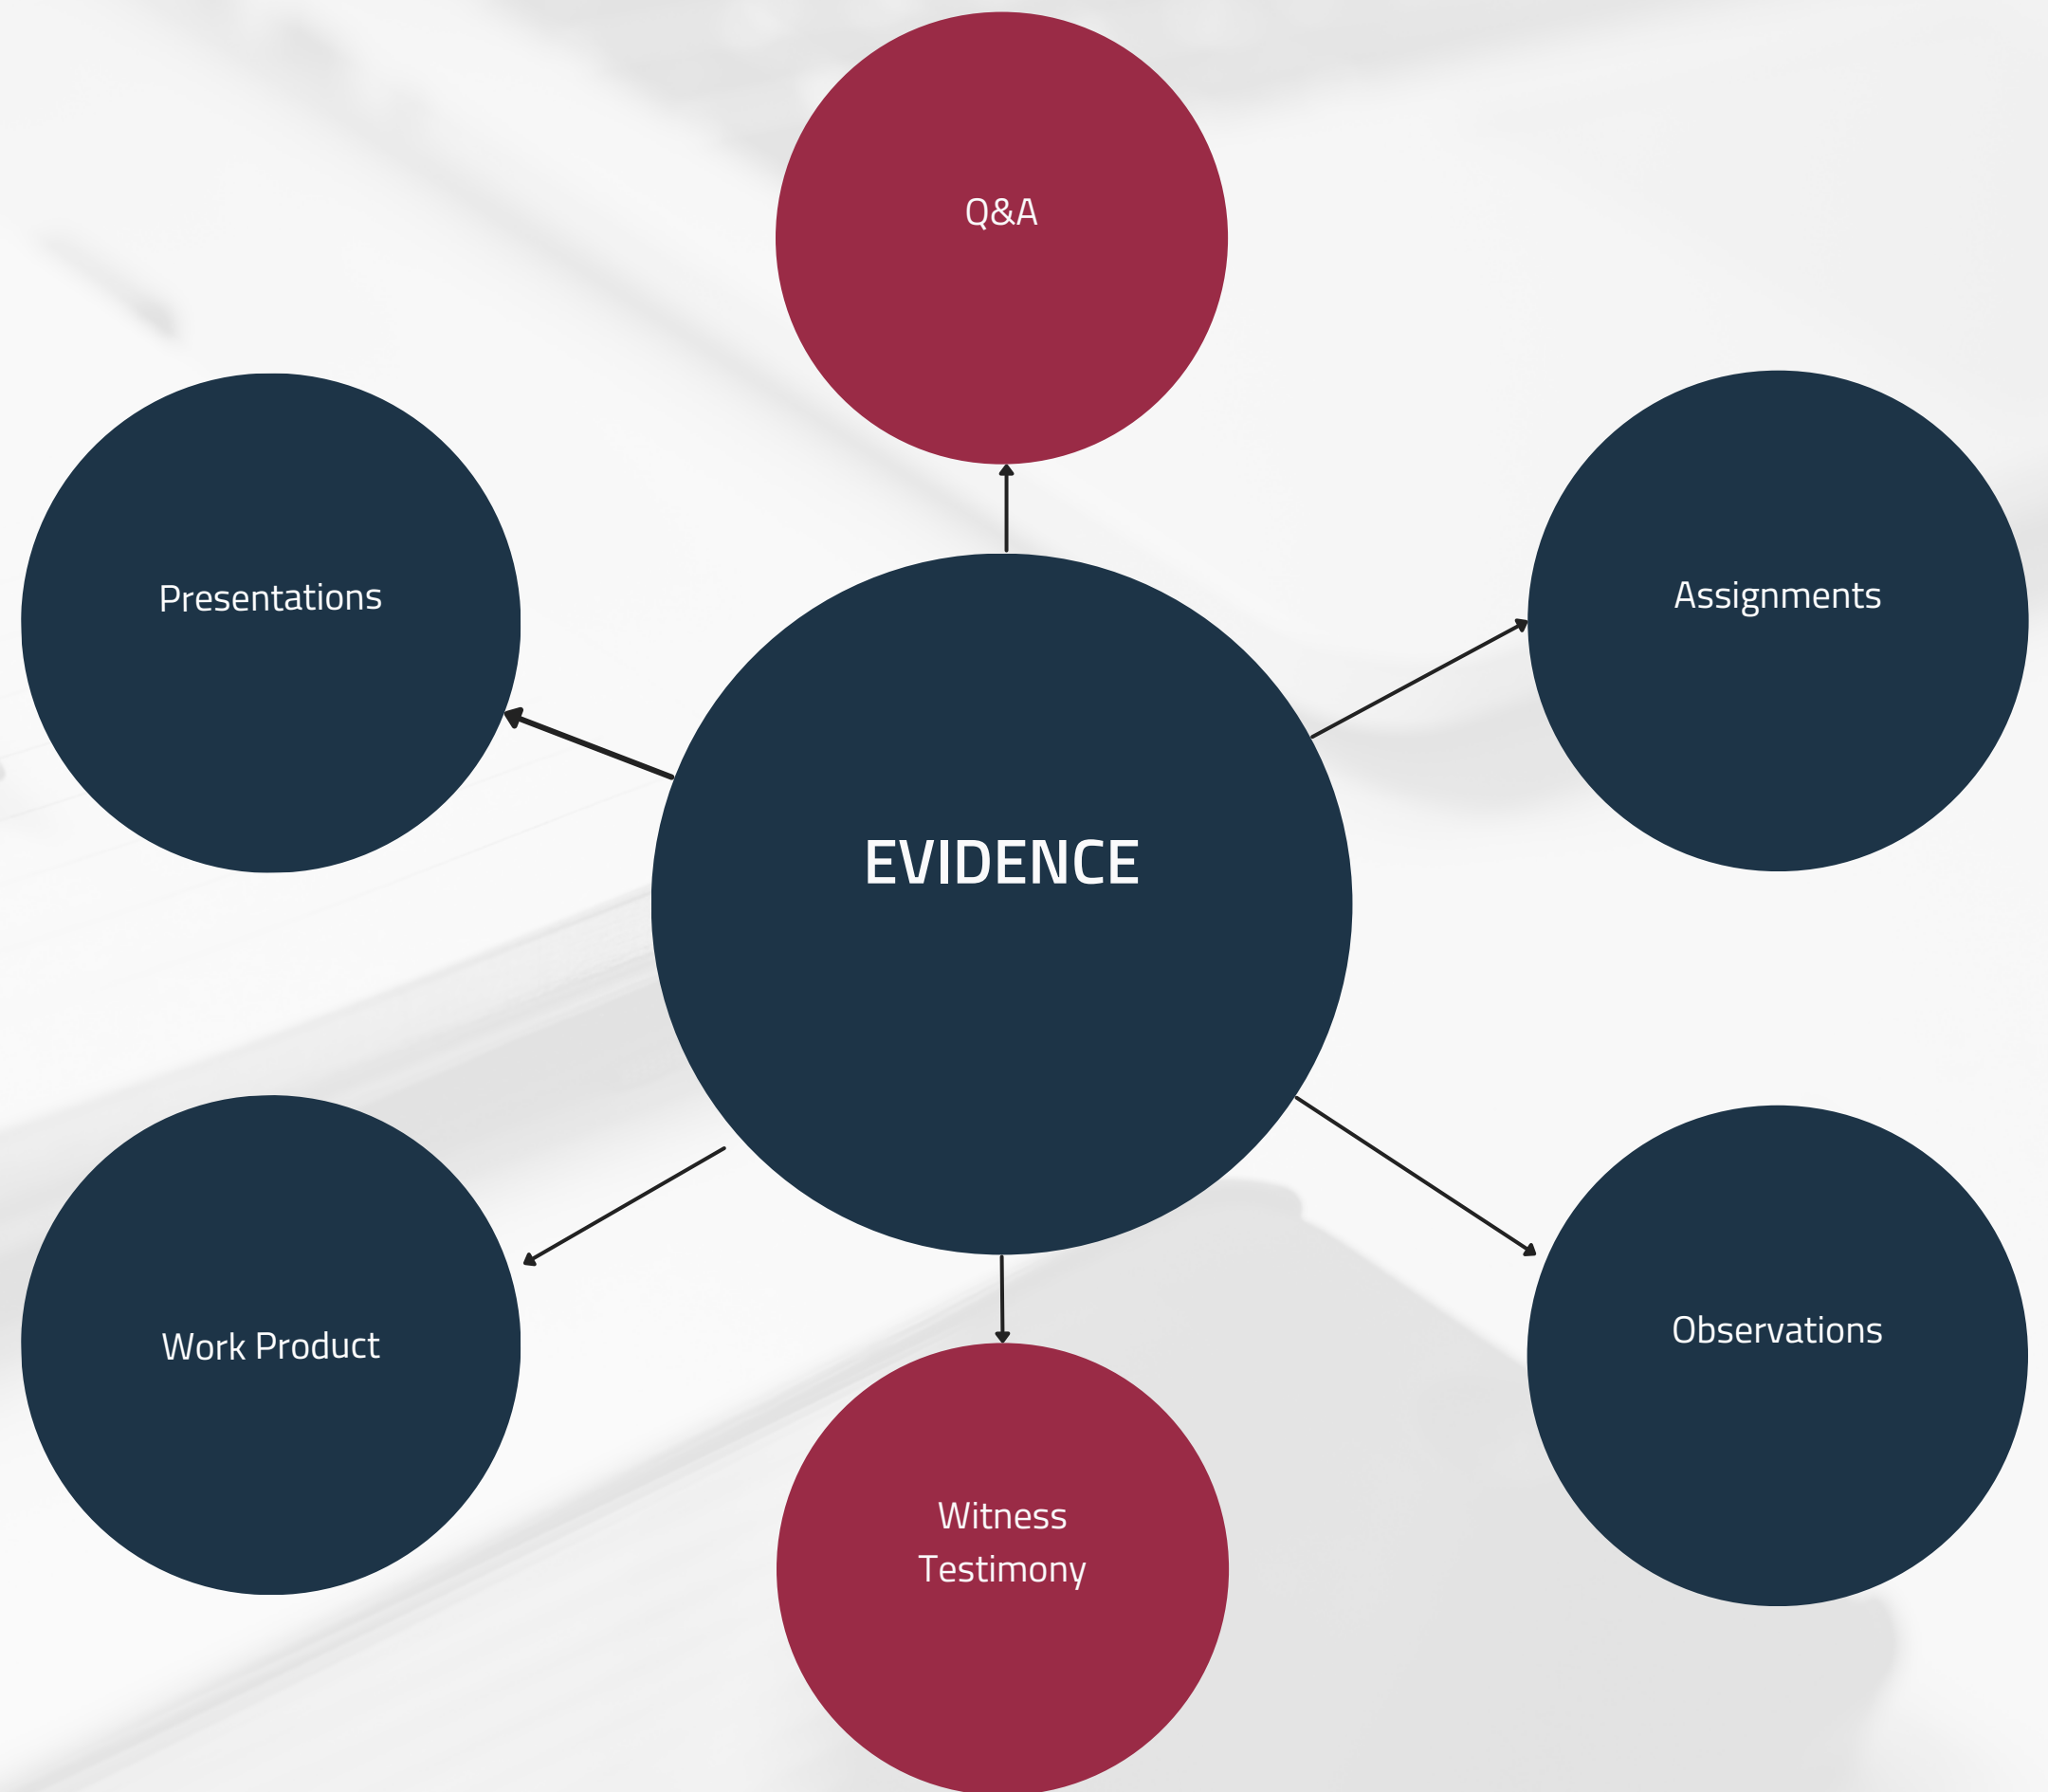 Q&A
Presentations
Assignments
EVIDENCE
Work Product
Observations
Witness
Testimony